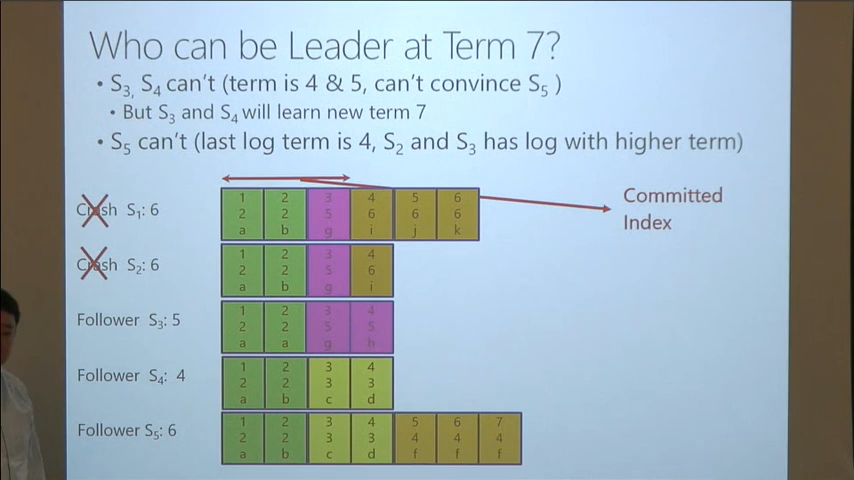 Who can be Leader at Term 7?
• S3, S4 can't (term is 4 & 5, can't convince S5 )
• But S3 and S4 will learn new term 7
• S5 can't (last log term is 4, S2 and S3 has log with higher term)
Committed
Index
Crash S1: 6
1 2 3 4 5 6
2 2 5 6 6 6
a b g i j k
Crash S2: 6
1 2 3 4
2 2 5 6
a b g i
Follower S3: 5
1 2 3 4
2 2 5 5
a a g h
Follower S4: 4
1 2 3 4
2 2 3 3
a b c d
Follower S5: 6
1 2 3 4 5 6 7
2 2 3 3 4 4 4
a b c d f f f